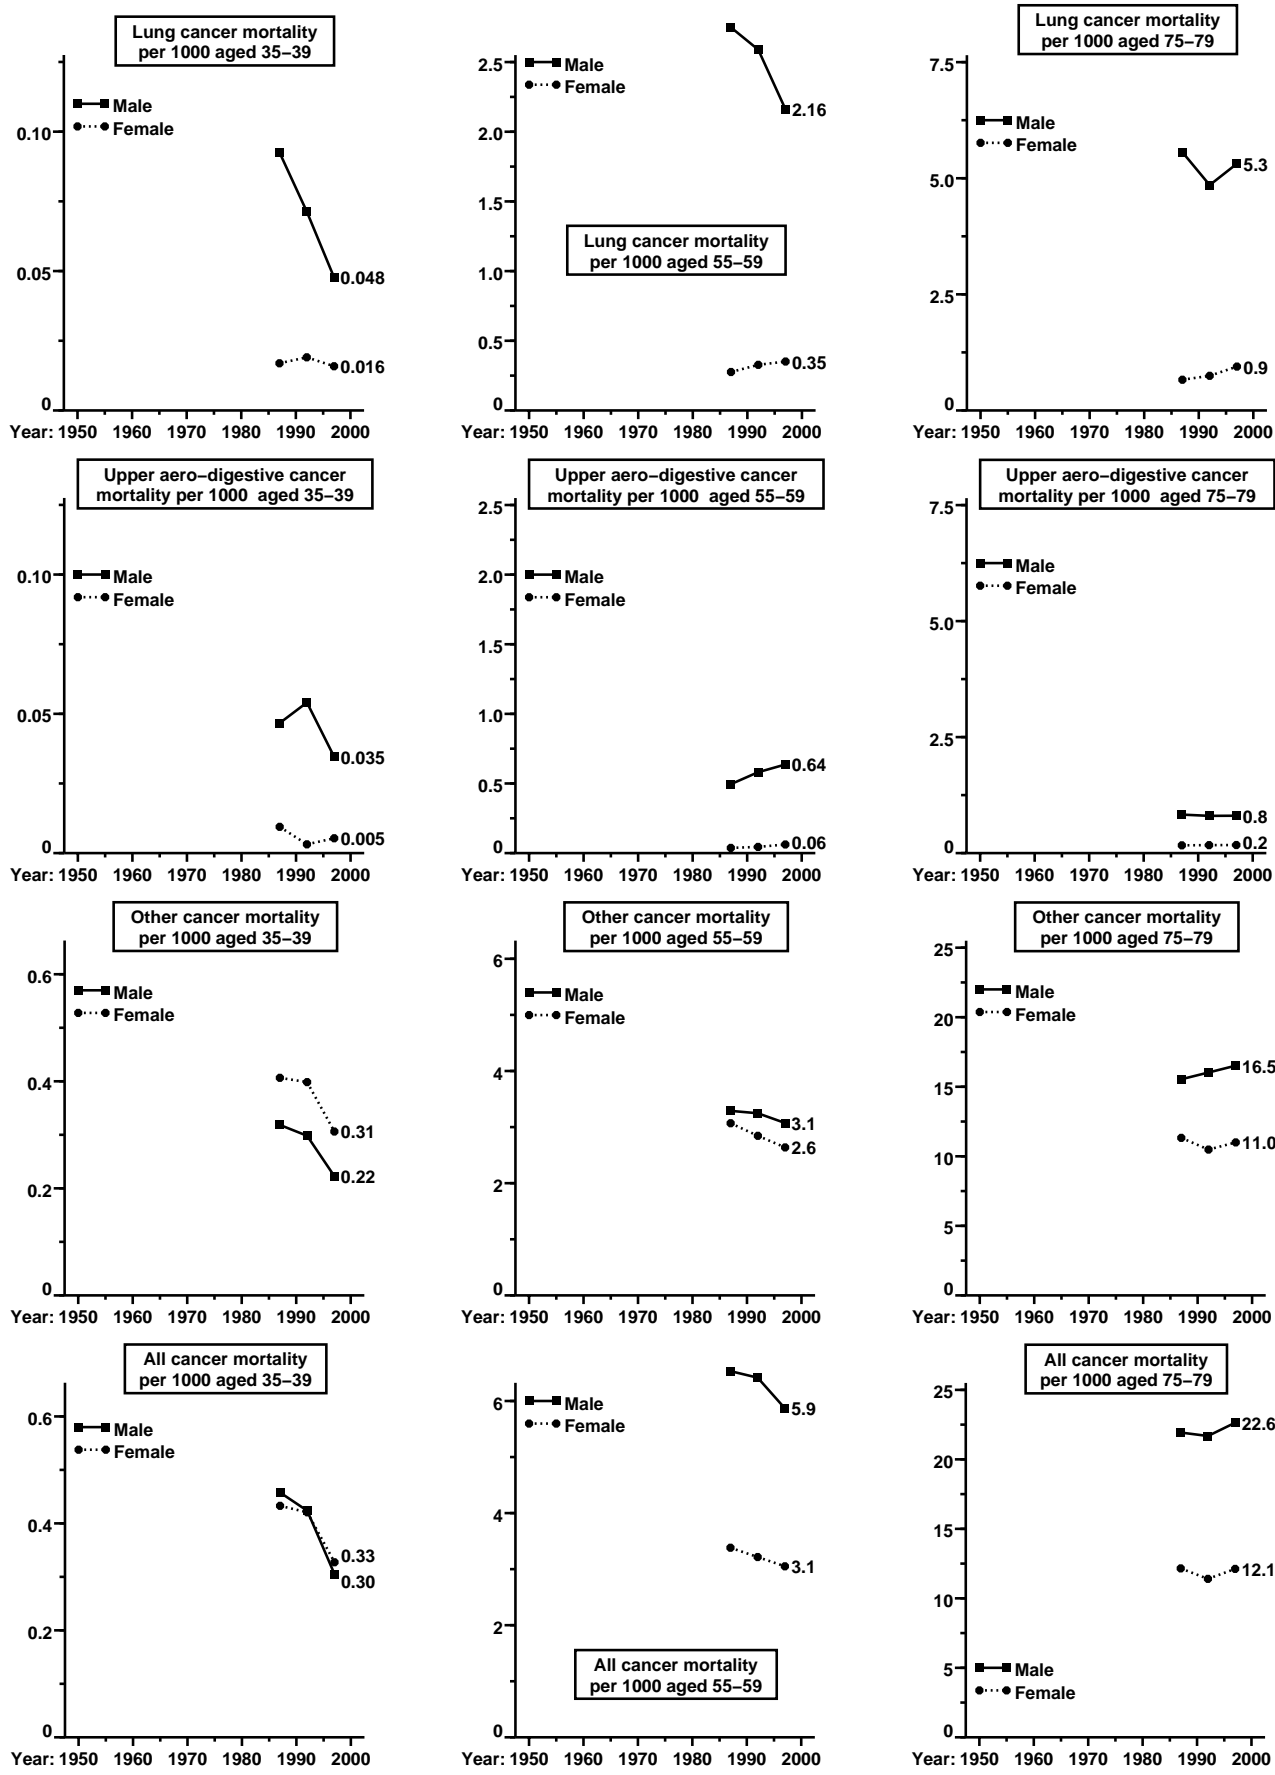 Lung cancer mortality
per 1000 aged 35–39
Male
Female
0.10
0.05
0
0.048
0.016
Year: 1950 1960 1970 1980 1990 2000
2.5
2.0
1.5
1.0
0.5
0
Male
Female
2.16
Lung cancer mortality
per 1000 aged 55–59
0.35
1950 1960 1970 1980 1990 2000
Lung cancer mortality
per 1000 aged 75–79
7.5
5.0
2.5
0
Male
Female
5.3
0.9
Year: 1950 1960 1970 1980 1990 2000
Upper aero–digestive cancer
mortality per 1000 aged 35–39
0.10
0.05
0
Male
Female
0.035
0.005
Year: 1950 1960 1970 1980 1990 2000
Upper aero–digestive cancer
mortality per 1000 aged 55–59
2.5
2.0
1.5
1.0
0.5
0
Male
Female
0.64
0.06
1950 1960 1970 1980 1990 2000
Upper aero–digestive cancer
mortality per 1000 aged 75–79
7.5
5.0
2.5
0
Male
Female
0.8
0.2
Year: 1950 1960 1970 1980 1990 2000
Other cancer mortality
per 1000 aged 35–39
0.6
0.4
0.2
0
Male
Female
0.31
0.22
Year: 1950 1960 1970 1980 1990 2000
Other cancer mortality
per 1000 aged 55–59
6
4
2
0
Male
Female
3.1
2.6
1950 1960 1970 1980 1990 2000
Other cancer mortality
per 1000 aged 75–79
25
20
15
10
5
0
Male
Female
16.5
11.0
Year: 1950 1960 1970 1980 1990 2000
All cancer mortality
per 1000 aged 35–39
0.6
0.4
0.2
0
Male
Female
0.33
0.30
Year: 1950 1960 1970 1980 1990 2000
6
4
2
0
Male
Female
5.9
3.1
All cancer mortality
per 1000 aged 55–59
1950 1960 1970 1980 1990 2000
All cancer mortality
per 1000 aged 75–79
25
20
15
10
5
0
22.6
12.1
Male
Female
Year: 1950 1960 1970 1980 1990 2000